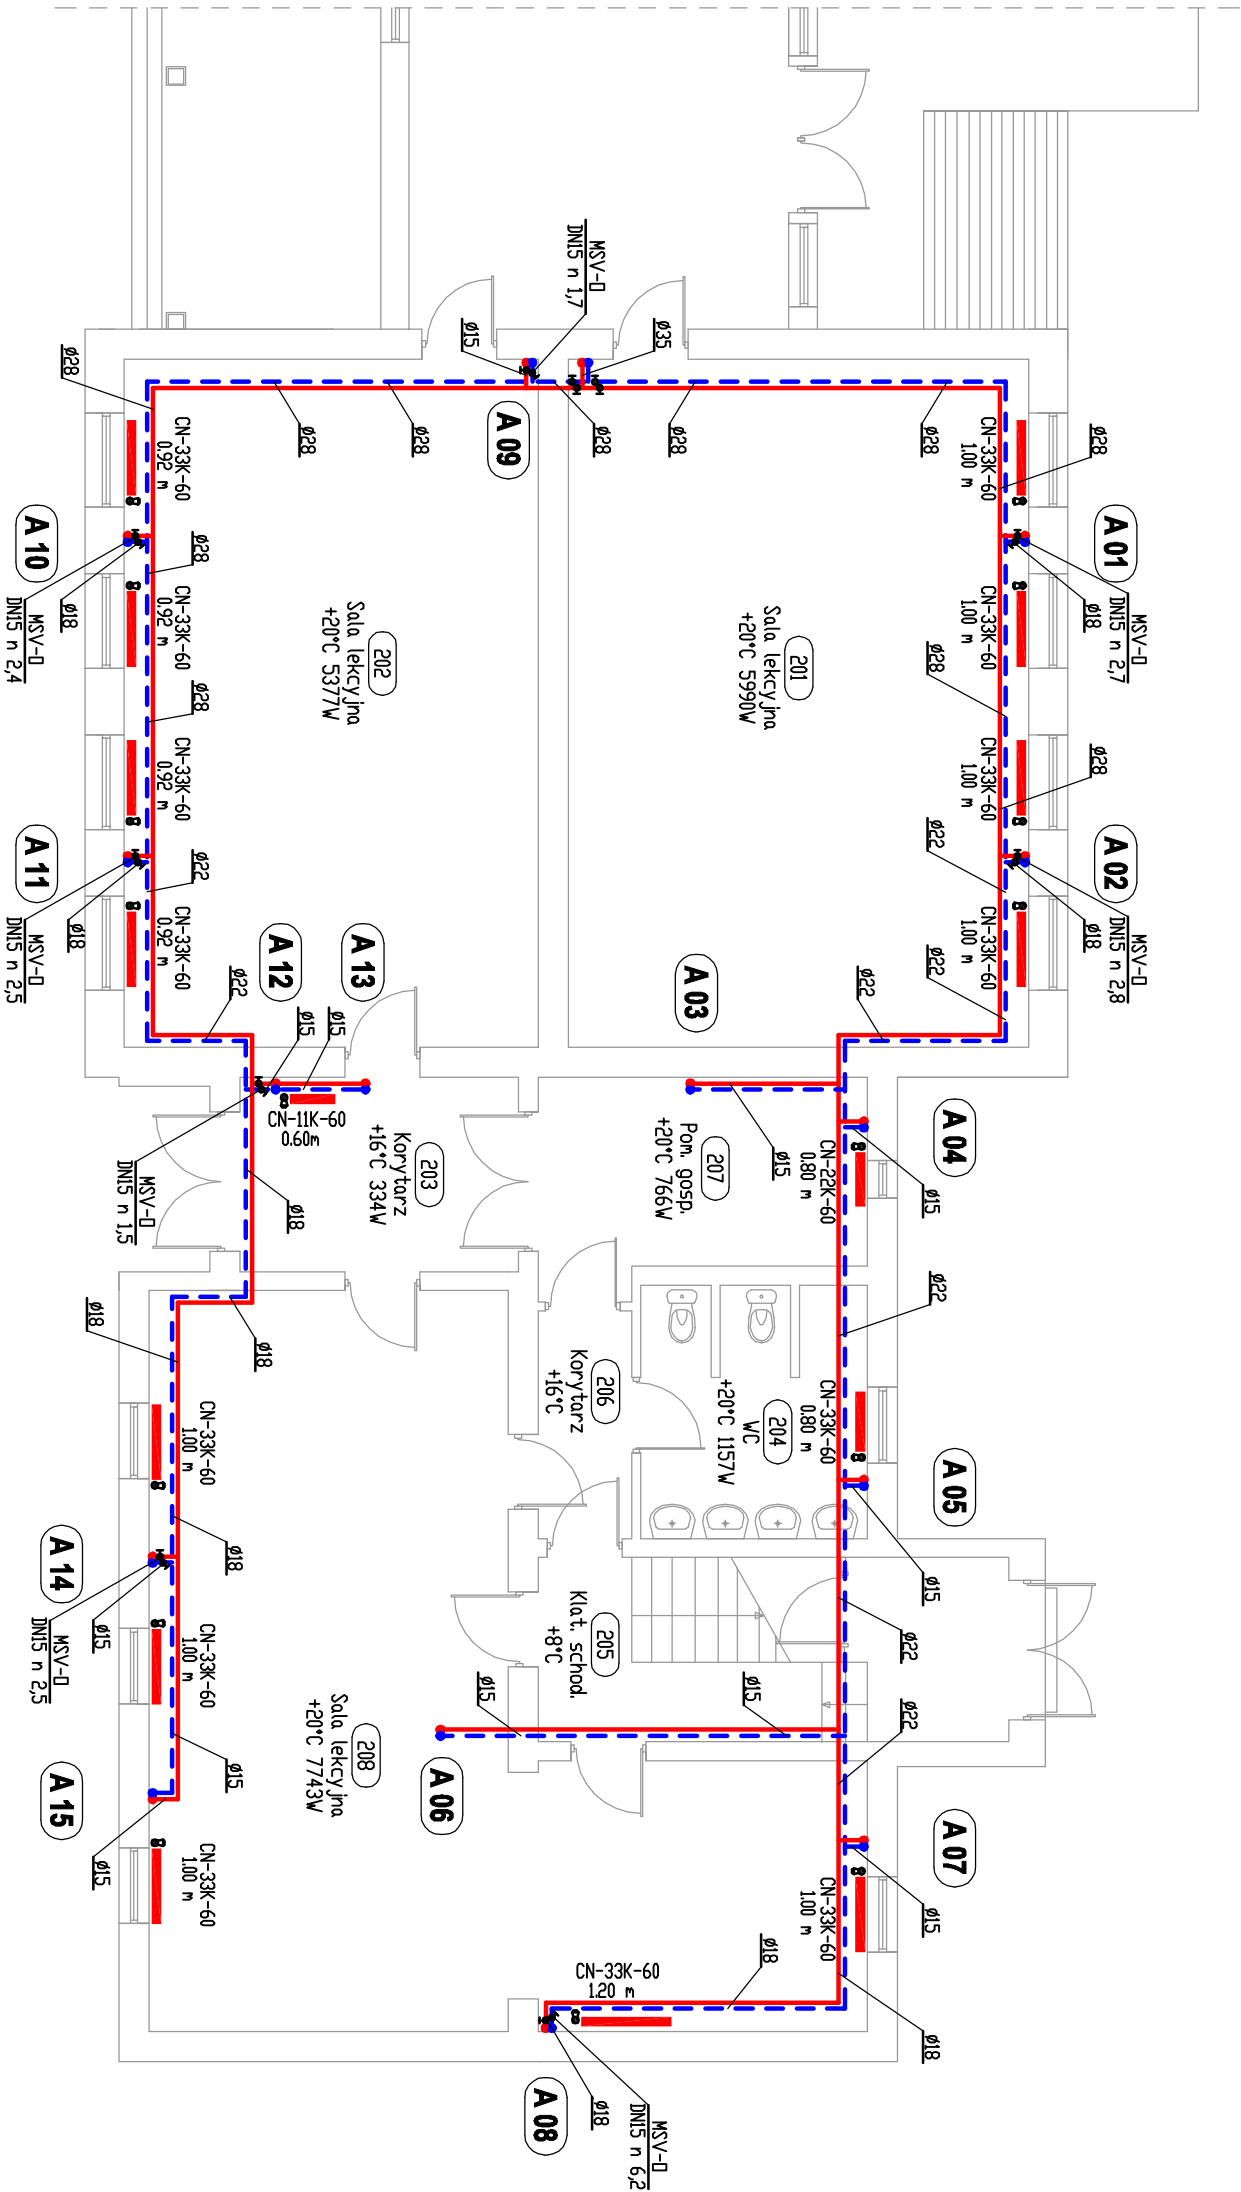 A 01
MSV-D
DN15 n 2,7
A 02
MSV-D
DN15 n 2,8
Ø28
Ø18
Ø28
Ø18
CN-33K-60
1.00 m
CN-33K-60
1.00 m
CN-33K-60
1.00 m
CN-33K-60
1.00 m
Ø28
Ø28
Ø22
Ø22
A 04
A 05
A 07
Ø15
Ø22
Ø15
Ø22
Ø22
Ø15
Ø18
Ø22
CN-22K-60
0.80 m
CN-33K-60
0.80 m
CN-33K-60
1.00 m
201
Sala lekcyjna
+20°C 5990W
204
WC
+20°C 1157W
Ø15
Ø15
Ø18
207
Pom. gosp.
+20°C 766W
A 03
Ø28
Ø35
Ø28
MSV-D
DN15 n 1,7
206
Korytarz
+16°C
205
Klat. schod.
+8°C
CN-33K-60
1.20 m
MSV-D
DN15 n 6,2
Ø18
A 08
A 09
Ø15
Ø15
A 06
Ø28
Ø28
202
Sala lekcyjna
+20°C 5377W
203
Korytarz
+16°C 334W
208
Sala lekcyjna
+20°C 7743W
A 13
A 12
Ø15
Ø15
CN-11K-60
0.60m
Ø22
Ø18
Ø18
Ø18
Ø15
Ø28
Ø28
Ø22
CN-33K-60
0.92 m
CN-33K-60
0.92 m
CN-33K-60
0.92 m
CN-33K-60
0.92 m
CN-33K-60
1.00 m
CN-33K-60
1.00 m
CN-33K-60
1.00 m
MSV-D
DN15 n 1,5
Ø18
Ø15
Ø15
Ø28
Ø18
Ø18
A 10
MSV-D
DN15 n 2,4
A 11
MSV-D
DN15 n 2,5
A 14
MSV-D
DN15 n 2,5
A 15